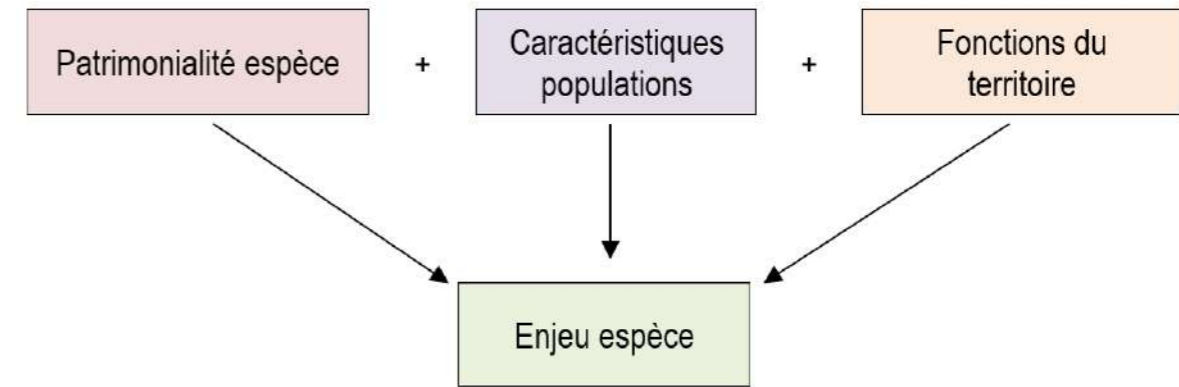 Patrimonialité espèce
+
Caractéristiques
populations
+
Fonctions du
territoire
Enjeu espèce